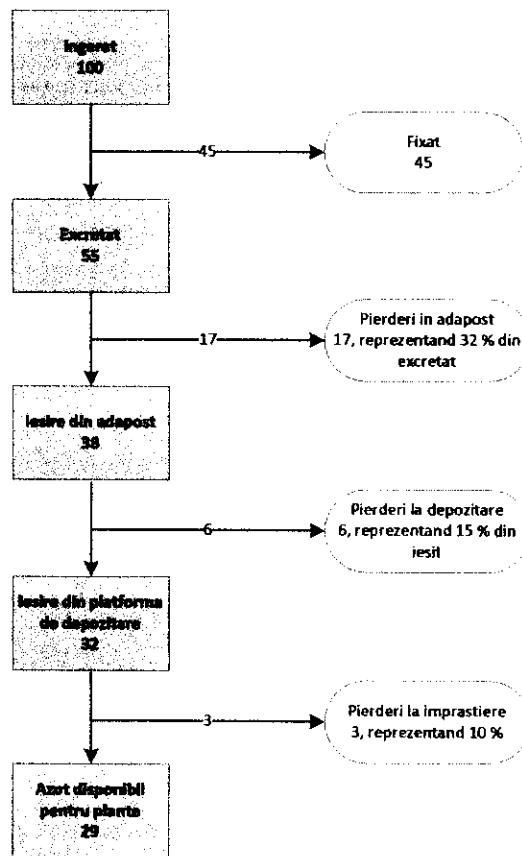 Ingerat
100
45
Fixat
45
Excretat
55
17
Pierderi in adapost
17, reprezentand 32 % din
excretat
Iesire din adapost
38
6
Pierderi la depozitare
6, reprezentand 15 % din
iesit
Iesire din platforma
de depozitare
32
3
Pierderi la imprastiere
3, reprezentand 10 %
Azot disponibil
pentru plante
29